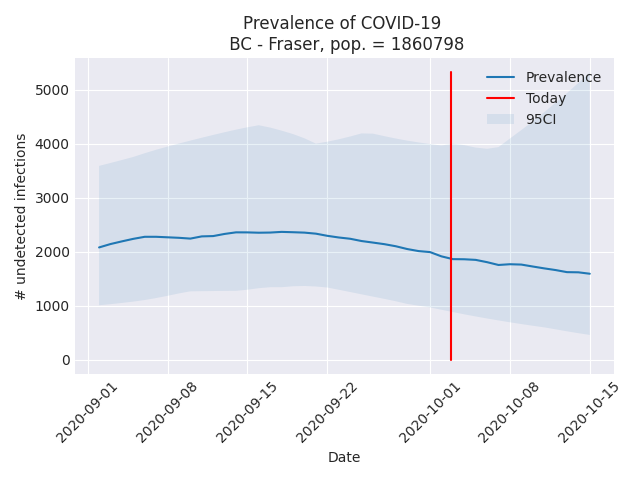 Prevalence of COVID-19
BC - Fraser, pop. = 1860798
Prevalence
Today
95CI
# undetected infections
5000
4000
3000
2000
1000
0
2020-09-01
2020-09-08
2020-09-15
2020-09-22
2020-10-01
2020-10-08
2020-10-15
Date